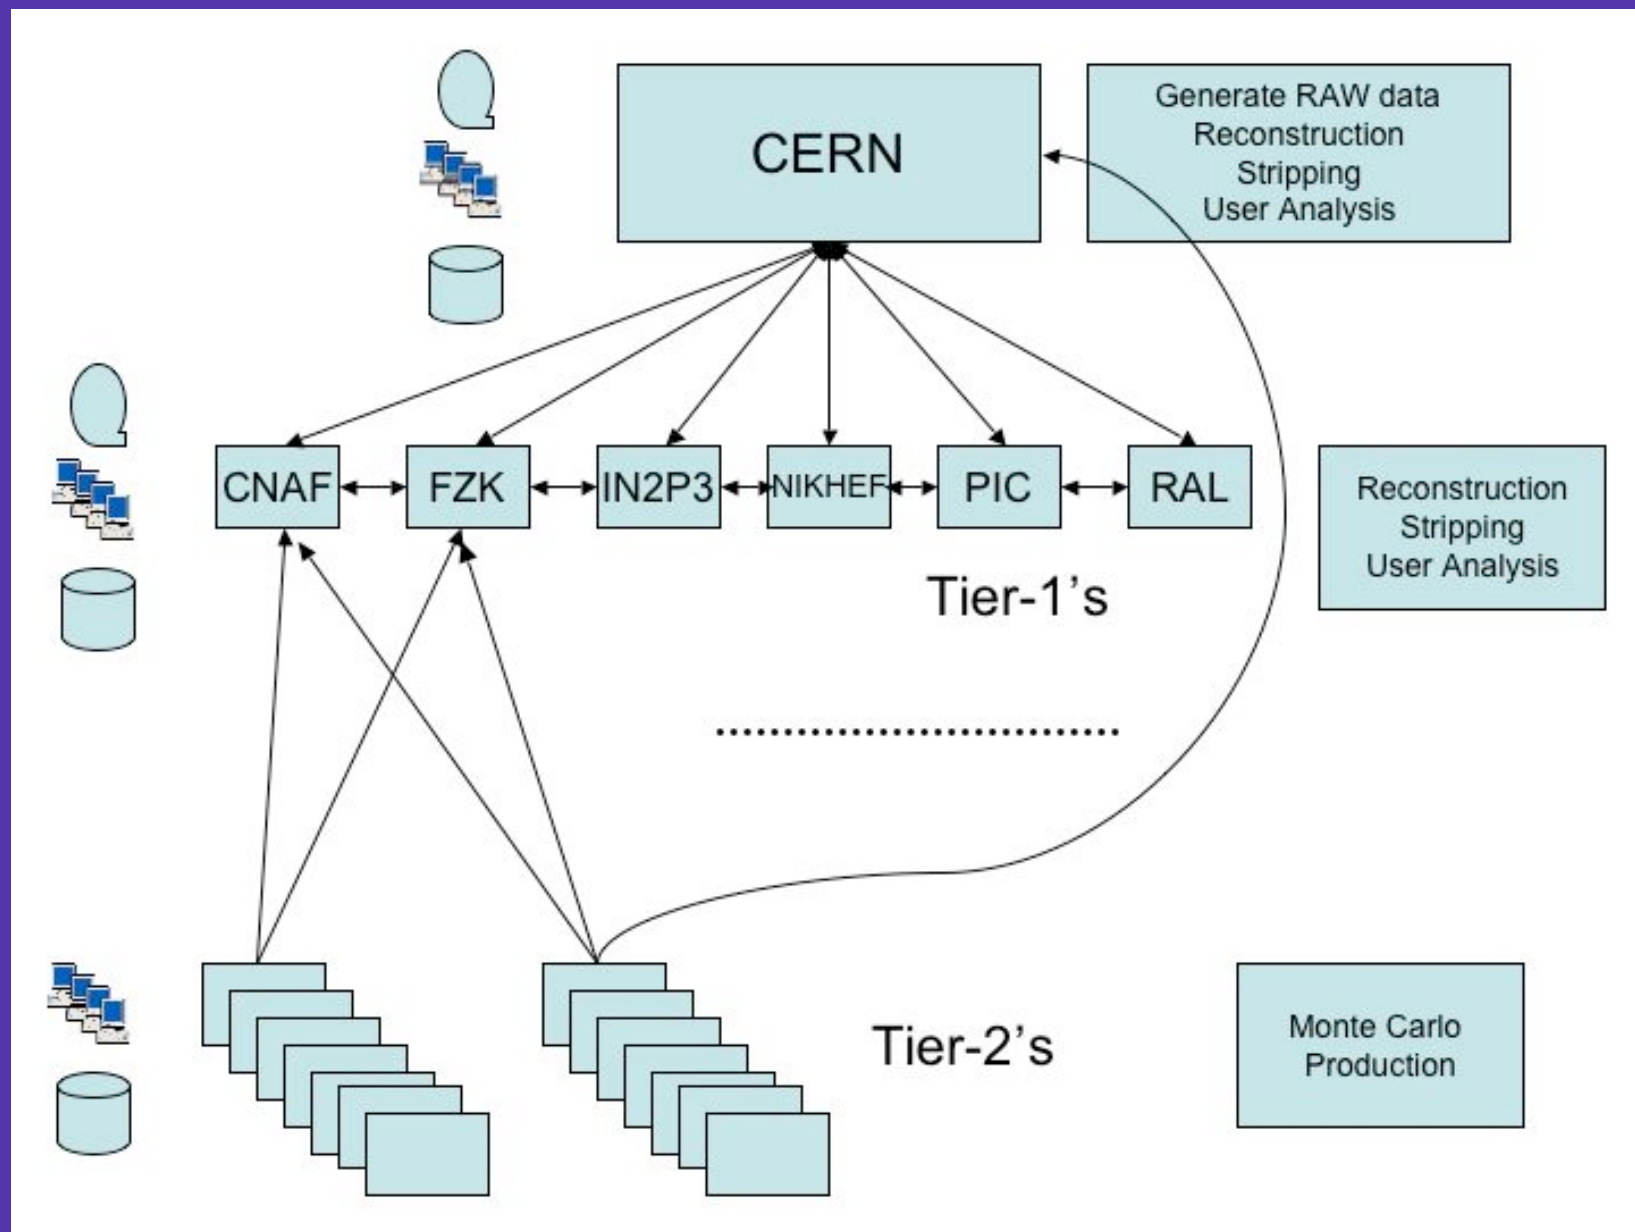 CERN
Generate RAW data
Reconstruction
Stripping
User Analysis
CNAF
FZK
IN2P3
NIKHEF
PIC
RAL
Reconstruction
Stripping
User Analysis
Tier-1's
Tier-2's
Monte Carlo
Production